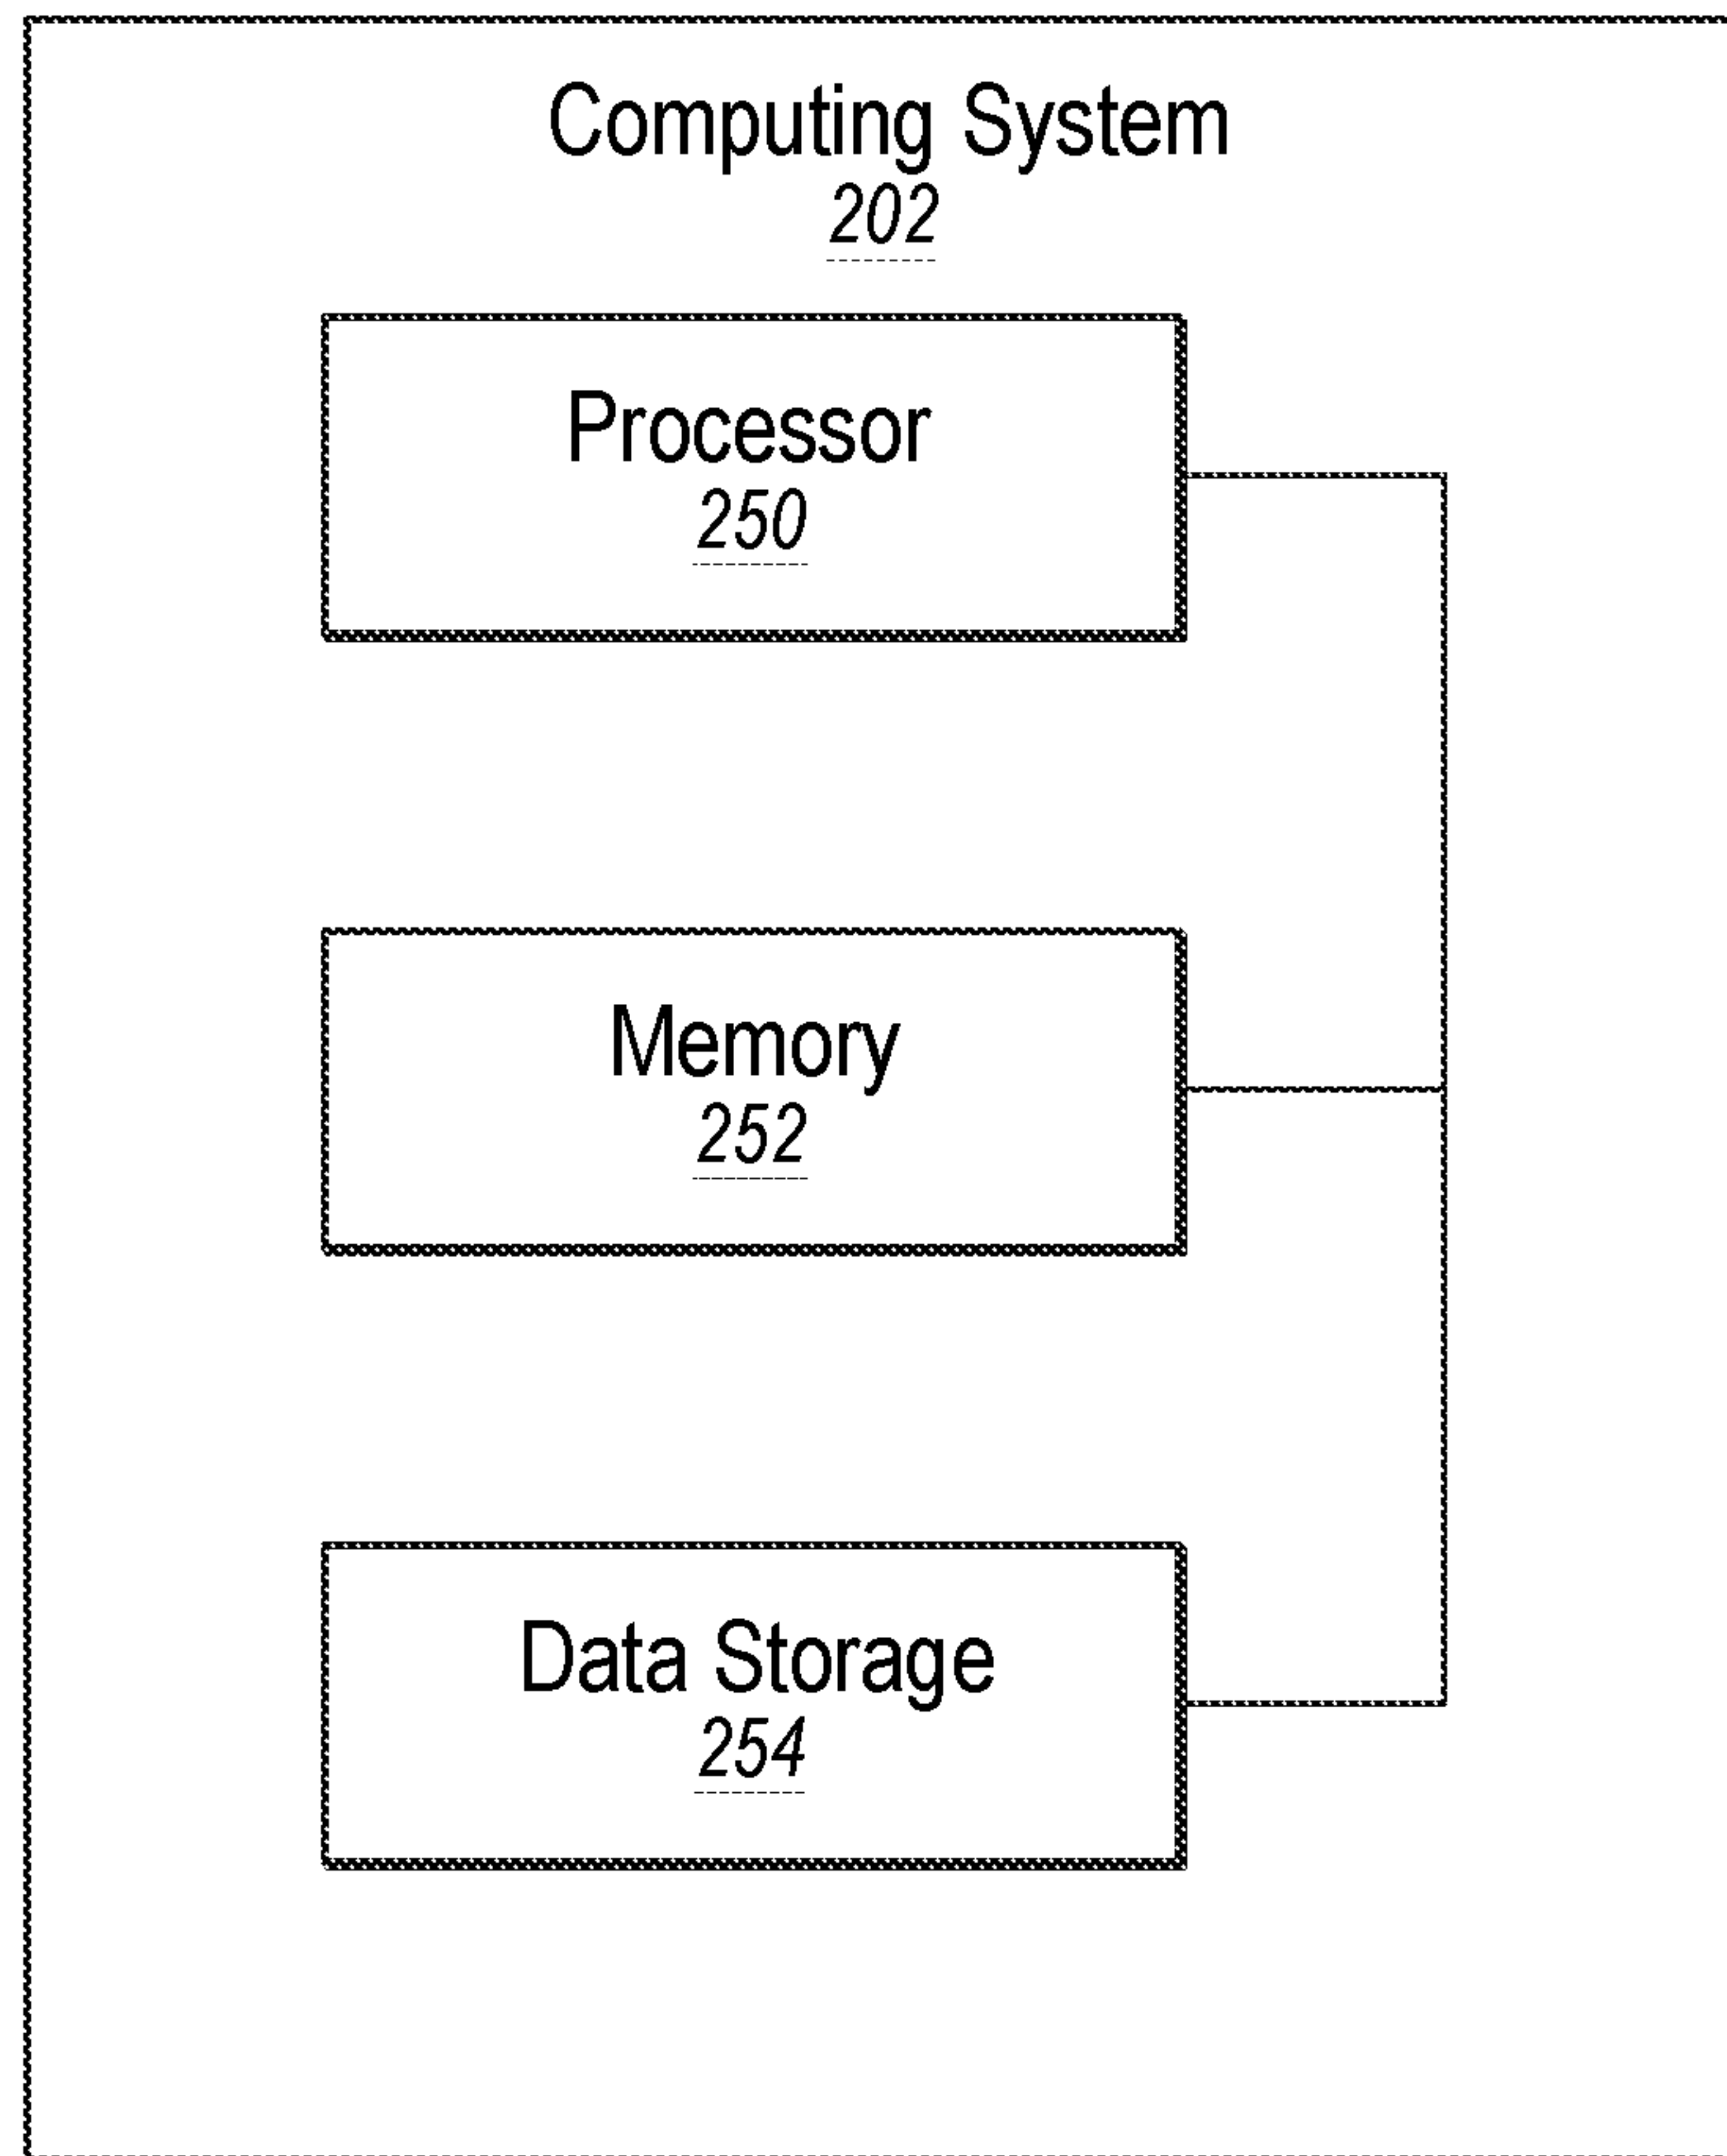 Computing System
202
Processor
250
Memory
252
Data Storage
254